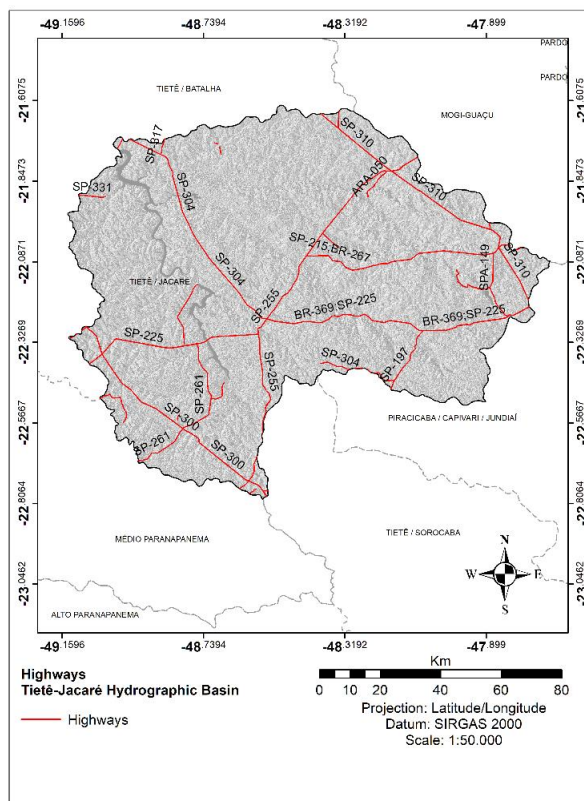 -49.1596 -48.7394 -48.3192 -47.899
PARDO
PARDO
TIETÊ / BATALHA
MOGI-GUAÇU
-21.6075 -21.6075
SP-310
SP-317
ARA-050
-21.8473 -21.8473
SP-331
SP-304
SP-310
SP-215;BR-267
SP-310
SPA-149
-22.0871 -22.0871
SP-304
TIETÊ / JACARÉ
SP-255
BR-369;SP-225
BR-369;SP-225
-22.3269 -22.3269
SP-225
SP-304
SP-197
SP-255
SP-261
PIRACICABA / CAPIVARI / JUNDIAÍ
SP-300
-22.5667 -22.5667
SP-261
SP-300
-22.8064 -22.8064
MÉDIO PARANAPANEMA
TIETÊ / SOROCABA
N
W E
S
-23.0462 -23.0462
ALTO PARANAPANEMA
-49.1596 -48.7394 -48.3192 -47.899
Highways
Tietê-Jacaré Hydrographic Basin
Highways
Km
0 10 20 40 60 80
Projection: Latitude/Longitude
Datum: SIRGAS 2000
Scale: 1:50.000